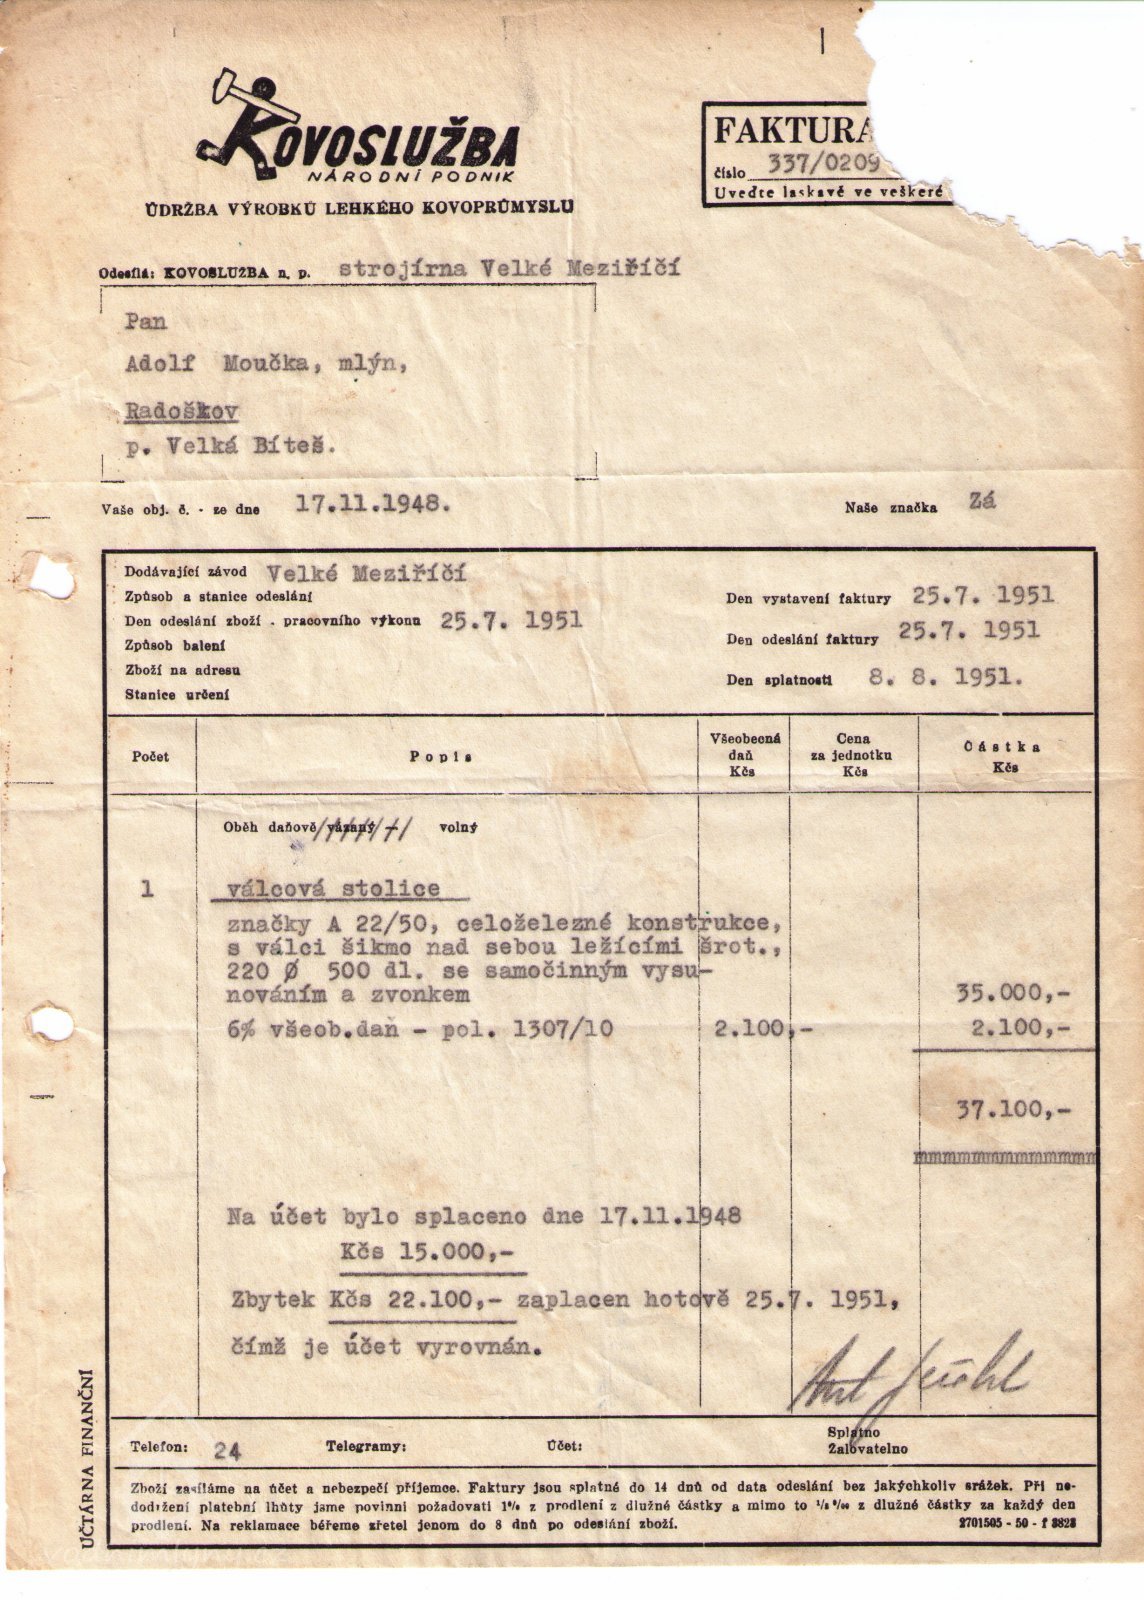 KOVOSLUŽBA
NÁRODNÍ PODNIK
ÚDRŽBA VÝROBKŮ LEHKÉHO KOVOPRŮMYSLU
FAKTURA
číslo 337/0209
Uveďte laskavě ve veškeré
Odesílá: KOVOSLUŽBA n. p. strojírna Velké Meziříčí
Pan
Adolf Moučka, mlýn,
Radoškov
p. Velká Bíteš.
Vaše obj. č. - ze dne 17.11.1948.
Naše značka Zá
Dodávající závod Velké Meziříčí
Způsob a stanice odeslání
Den odeslání zboží - pracovního výkonu 25.7. 1951
Způsob balení
Zboží na adresu
Stanice určení
Den vystavení faktury 25.7. 1951
Den odeslání faktury 25.7. 1951
Den splatnosti 8. 8. 1951.
Počet
Popis
Všeobecná
daň
Kčs
Cena
za jednotku
Kčs
Částka
Kčs
Oběh daňově vázaný - volný
1 válcová stolice
značky A 22/50, celoželezné konstrukce,
s válci šikmo nad sebou ležícími šrot.,
220 Ø 500 dl. se samočinným vysu-
nováním a zvonkem 35.000,-
6% všeob.daň - pol. 1307/10 2.100,- 2.100,-
37.100,-
mmmmmmmmmmmmmmmm
Na účet bylo splaceno dne 17.11.1948
Kčs 15.000,-
Zbytek Kčs 22.100,- zaplacen hotově 25.7. 1951,
čímž je účet vyrovnán.
Telefon: 24 Telegramy: Účet:
Splatno
Žalovatelno
Zboží zasíláme na účet a nebezpečí příjemce. Faktury jsou splatné do 14 dnů od data odeslání bez jakýchkoliv srážek. Při ne-
dodržení platební lhůty jsme povinni požadovati 1% z prodlení z dlužné částky a mimo to ½ ‰ z dlužné částky za každý den
prodlení. Na reklamace béřeme zřetel jenom do 8 dnů po odeslání zboží.
2701505 - 50 - f 3828
UČTÁRNA FINANČNÍ